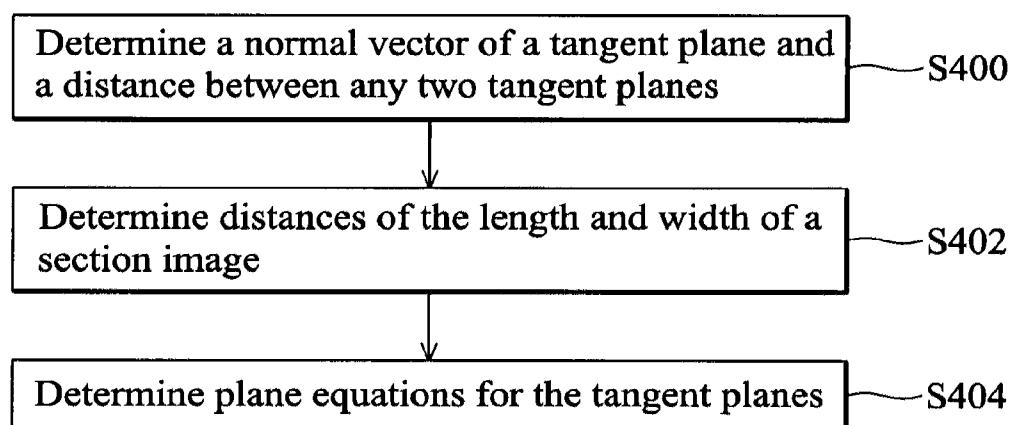 Determine a normal vector of a tangent plane and
a distance between any two tangent planes
S400
Determine distances of the length and width of a
section image
S402
Determine plane equations for the tangent planes
S404